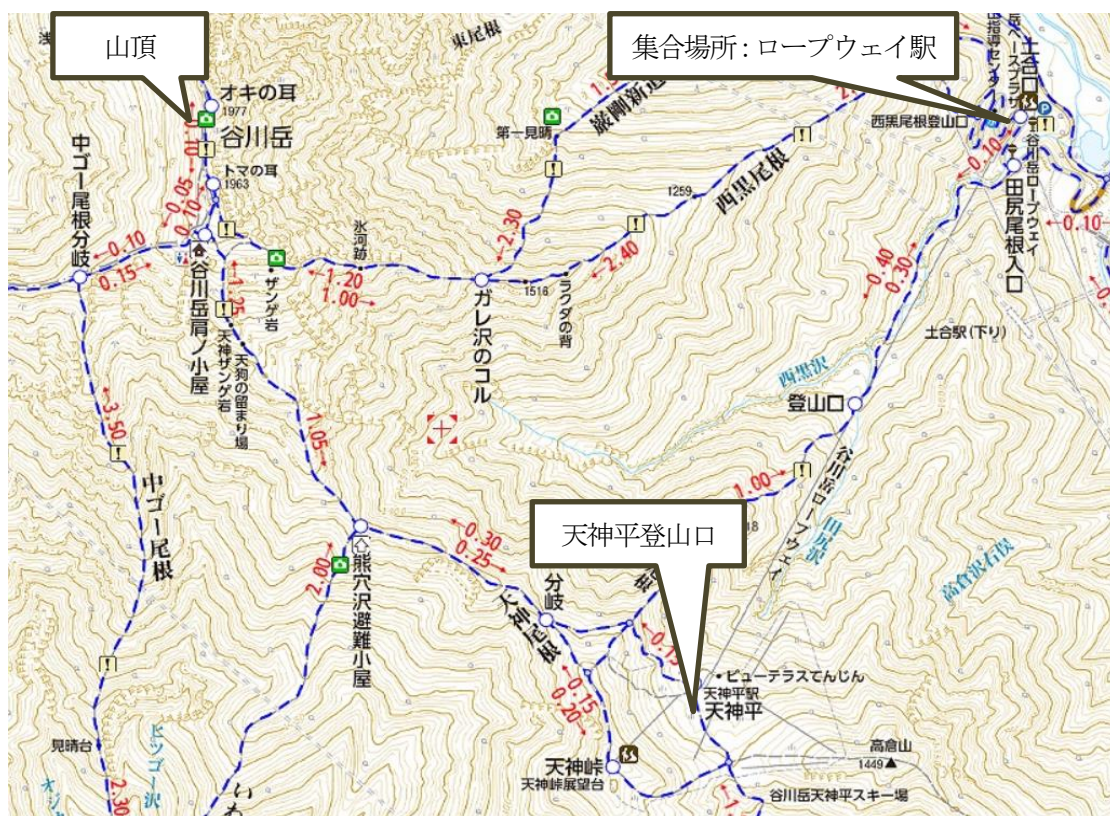 山頂
集合場所：ロープウェイ駅
天神平登山口
東尾根
オキの耳
1977
谷川岳
トマの耳
1963
0.10
0.05
0.10
中ゴー尾根分岐
0.10
0.15
谷川岳肩ノ小屋
1.25
ザンゲ岩
天神ザンゲ岩
天狗の留まり場
氷河跡
1.20
1.00
ガレ沢のコル
1516
ラクダの背
2.30
2.40
第一見晴
巌剛新道
西黒尾根
1259
西黒尾根登山口
土合口
谷川岳ロープウェイ
0.10
田尻尾根入口
0.10
0.40
0.30
土合駅(下り)
西黒沢
登山口
谷川岳ロープウェイ
1.00
田尻沢
高倉沢右俣
1.05
3.50
中ゴー尾根
熊穴沢避難小屋
2.00
0.30
0.25
分岐
天神尾根
0.15
0.15
0.20
ビューテラスてんじん
天神平駅
天神平
天神峠
天神峠展望台
高倉山
1449
谷川岳天神平スキー場
見晴台
ヒツゴー沢
2.30